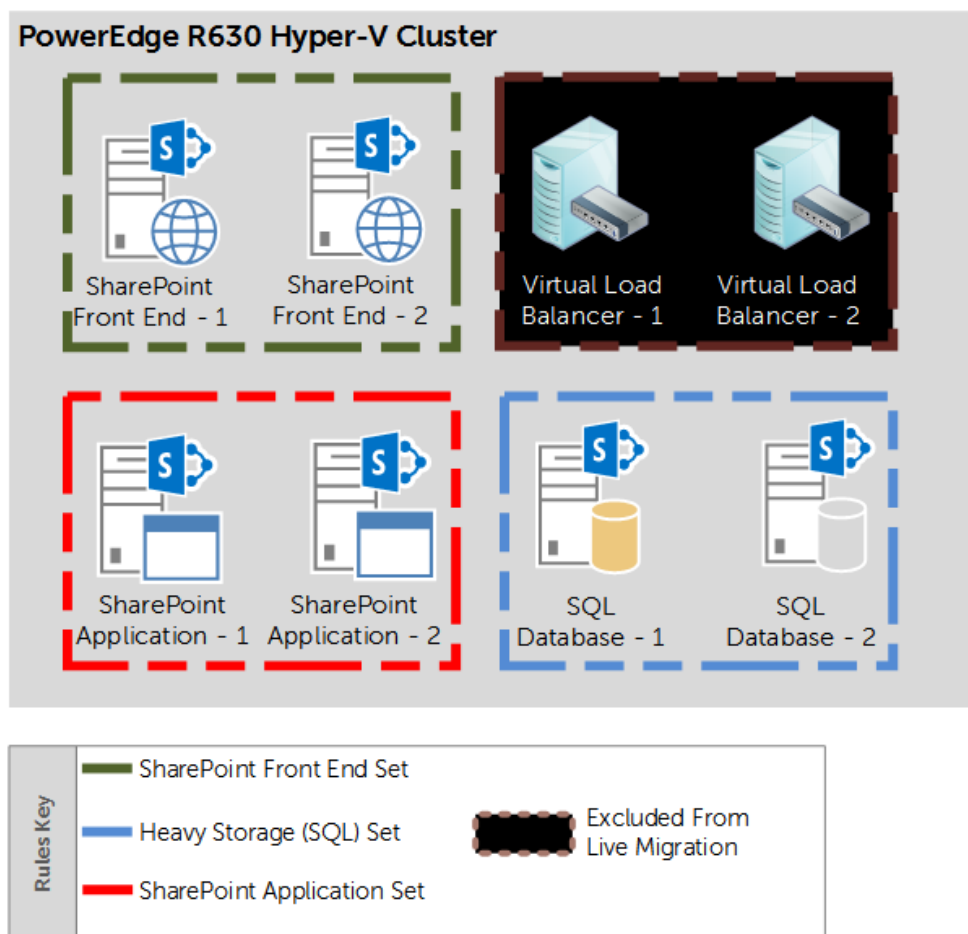 PowerEdge R630 Hyper-V Cluster
S
S
SharePoint
Front End - 1
SharePoint
Front End - 2
Virtual Load
Balancer - 1
Virtual Load
Balancer - 2
S
S
SharePoint
Application - 1
SharePoint
Application - 2
S
S
SQL
Database - 1
SQL
Database - 2
Rules Key
SharePoint Front End Set
Heavy Storage (SQL) Set
SharePoint Application Set
Excluded From
Live Migration